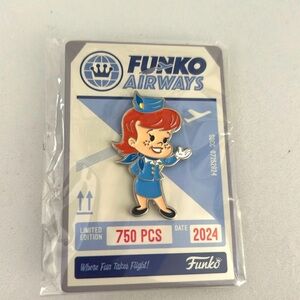 FUNKO
AIRWAYS
LIMITED
EDITION
750 PCS
DATE
2024
Where Fun Takes Flight!
Funko